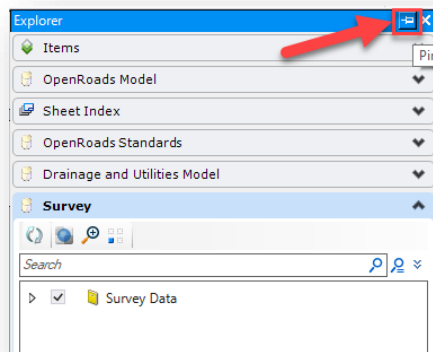 Explorer
Items
OpenRoads Model
Sheet Index
OpenRoads Standards
Drainage and Utilities Model
Survey
Search
Survey Data